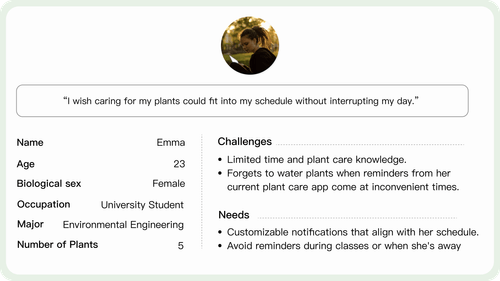 “I wish caring for my plants could fit into my schedule without interrupting my day.”
Name Emma
Age 23
Biological sex Female
Occupation University Student
Major Environmental Engineering
Number of Plants 5
Challenges
• Limited time and plant care knowledge.
• Forgets to water plants when reminders from her
current plant care app come at inconvenient times.
Needs
• Customizable notifications that align with her schedule.
• Avoid reminders during classes or when she's away